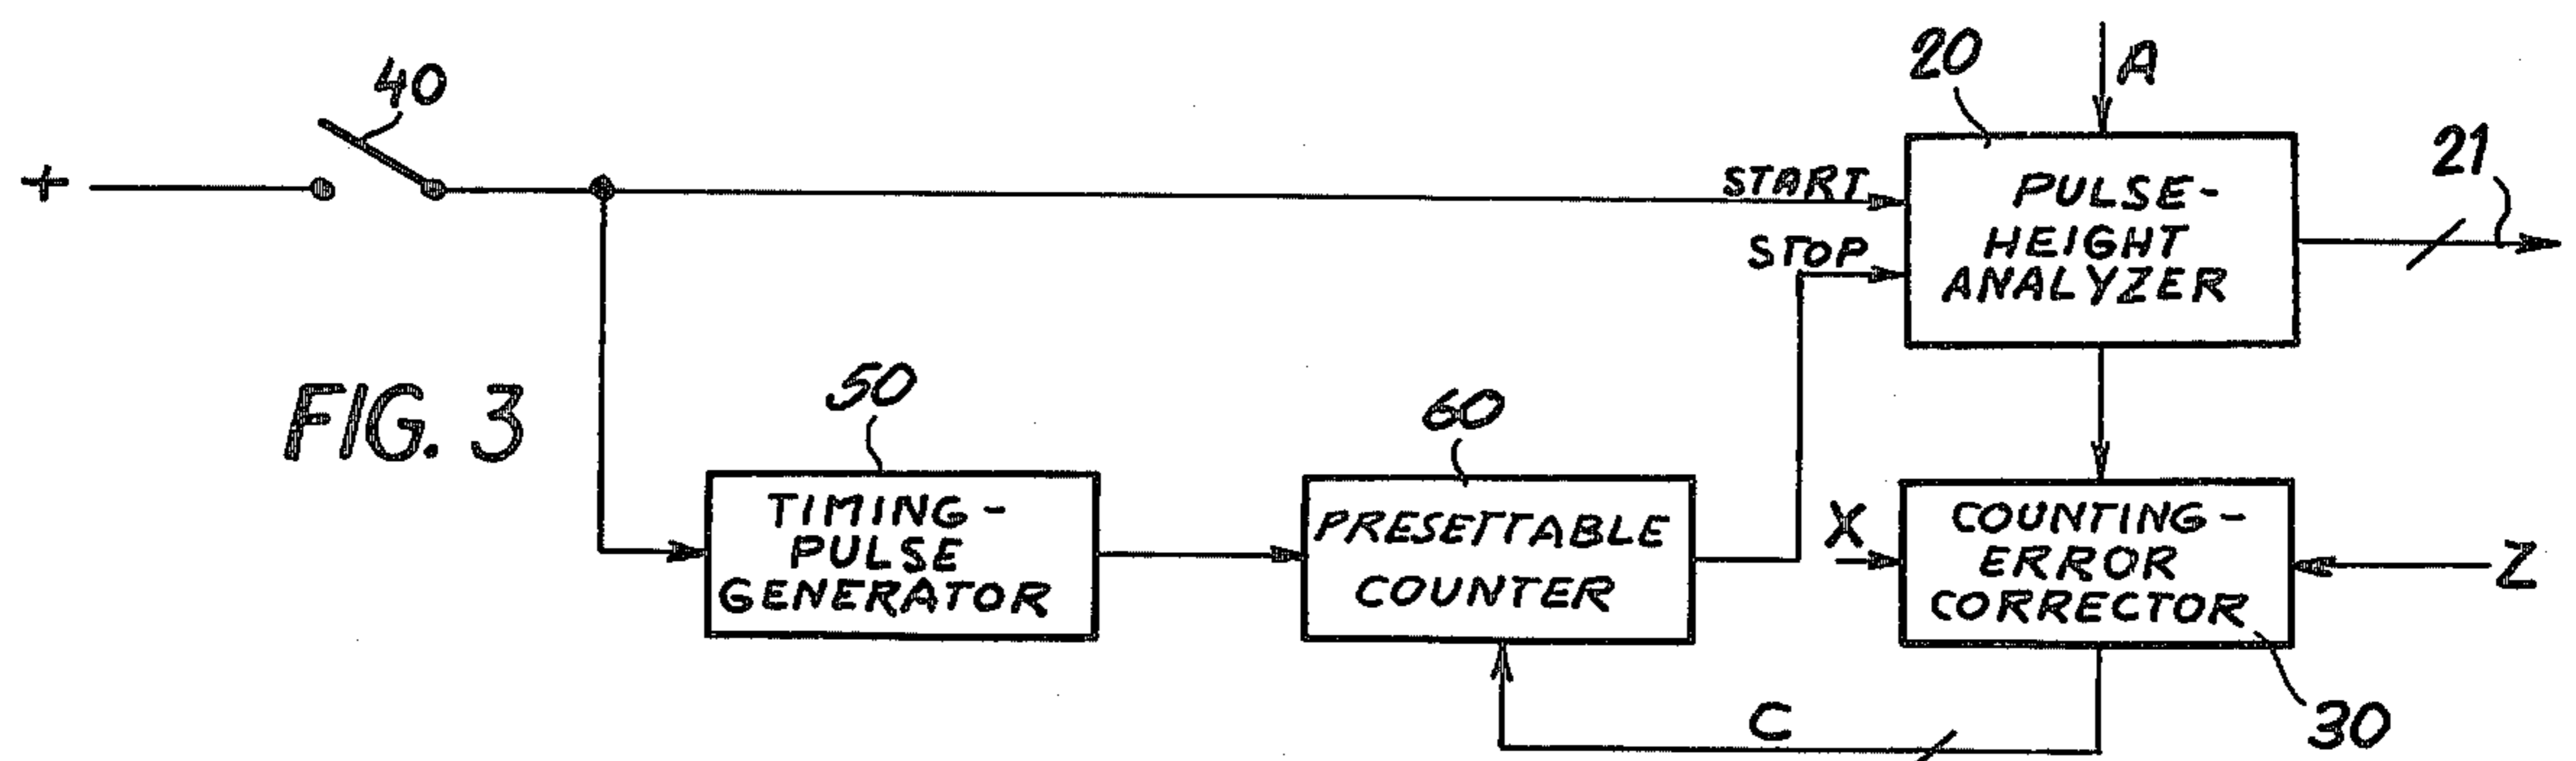 40
20
A
21
+
START
STOP
PULSE-
HEIGHT
ANALYZER
FIG. 3
50
60
TIMING-
PULSE
GENERATOR
PRESETTABLE
COUNTER
X
COUNTING-
ERROR
CORRECTOR
Z
C
30